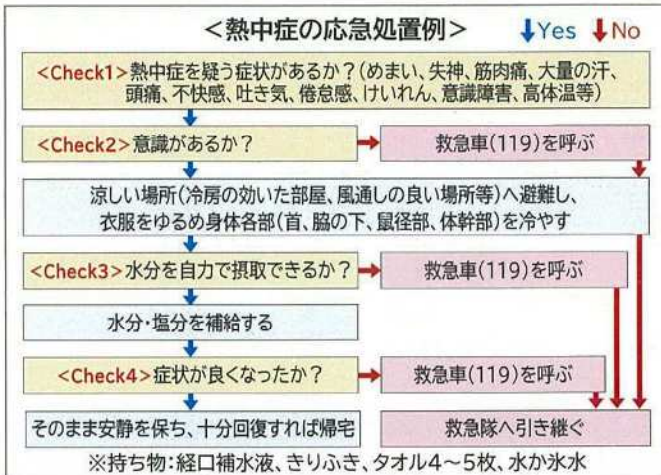 ＜熱中症の応急処置例＞ Yes No
<Check1>熱中症を疑う症状があるか？(めまい、失神、筋肉痛、大量の汗、
頭痛、不快感、吐き気、倦怠感、けいれん、意識障害、高体温等)
<Check2>意識があるか？
救急車(119)を呼ぶ
涼しい場所(冷房の効いた部屋、風通しの良い場所等)へ避難し、
衣服をゆるめ身体各部(首、脇の下、鼠径部、体幹部)を冷やす
<Check3>水分を自力で摂取できるか？
救急車(119)を呼ぶ
水分・塩分を補給する
<Check4>症状が良くなったか？
救急車(119)を呼ぶ
そのまま安静を保ち、十分回復すれば帰宅
救急隊へ引き継ぐ
※持ち物：経口補水液、きりふき、タオル4〜5枚、水か氷水